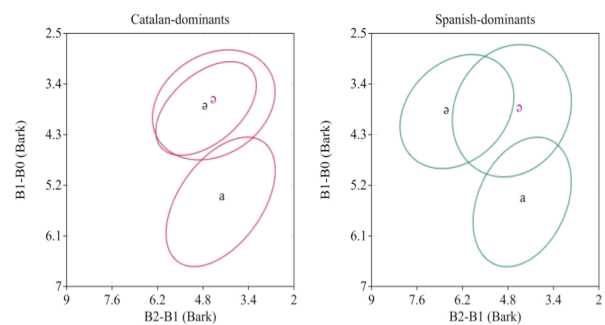 Catalan-dominants
2.5
3.4
4.3
5.2
6.1
7
B1-B0 (Bark)
ə
ə
a
9
7.6
6.2
4.8
3.4
2
B2-B1 (Bark)
Spanish-dominants
2.5
3.4
4.3
5.2
6.1
7
B1-B0 (Bark)
ɘ
ə
a
9
7.6
6.2
4.8
3.4
2
B2-B1 (Bark)